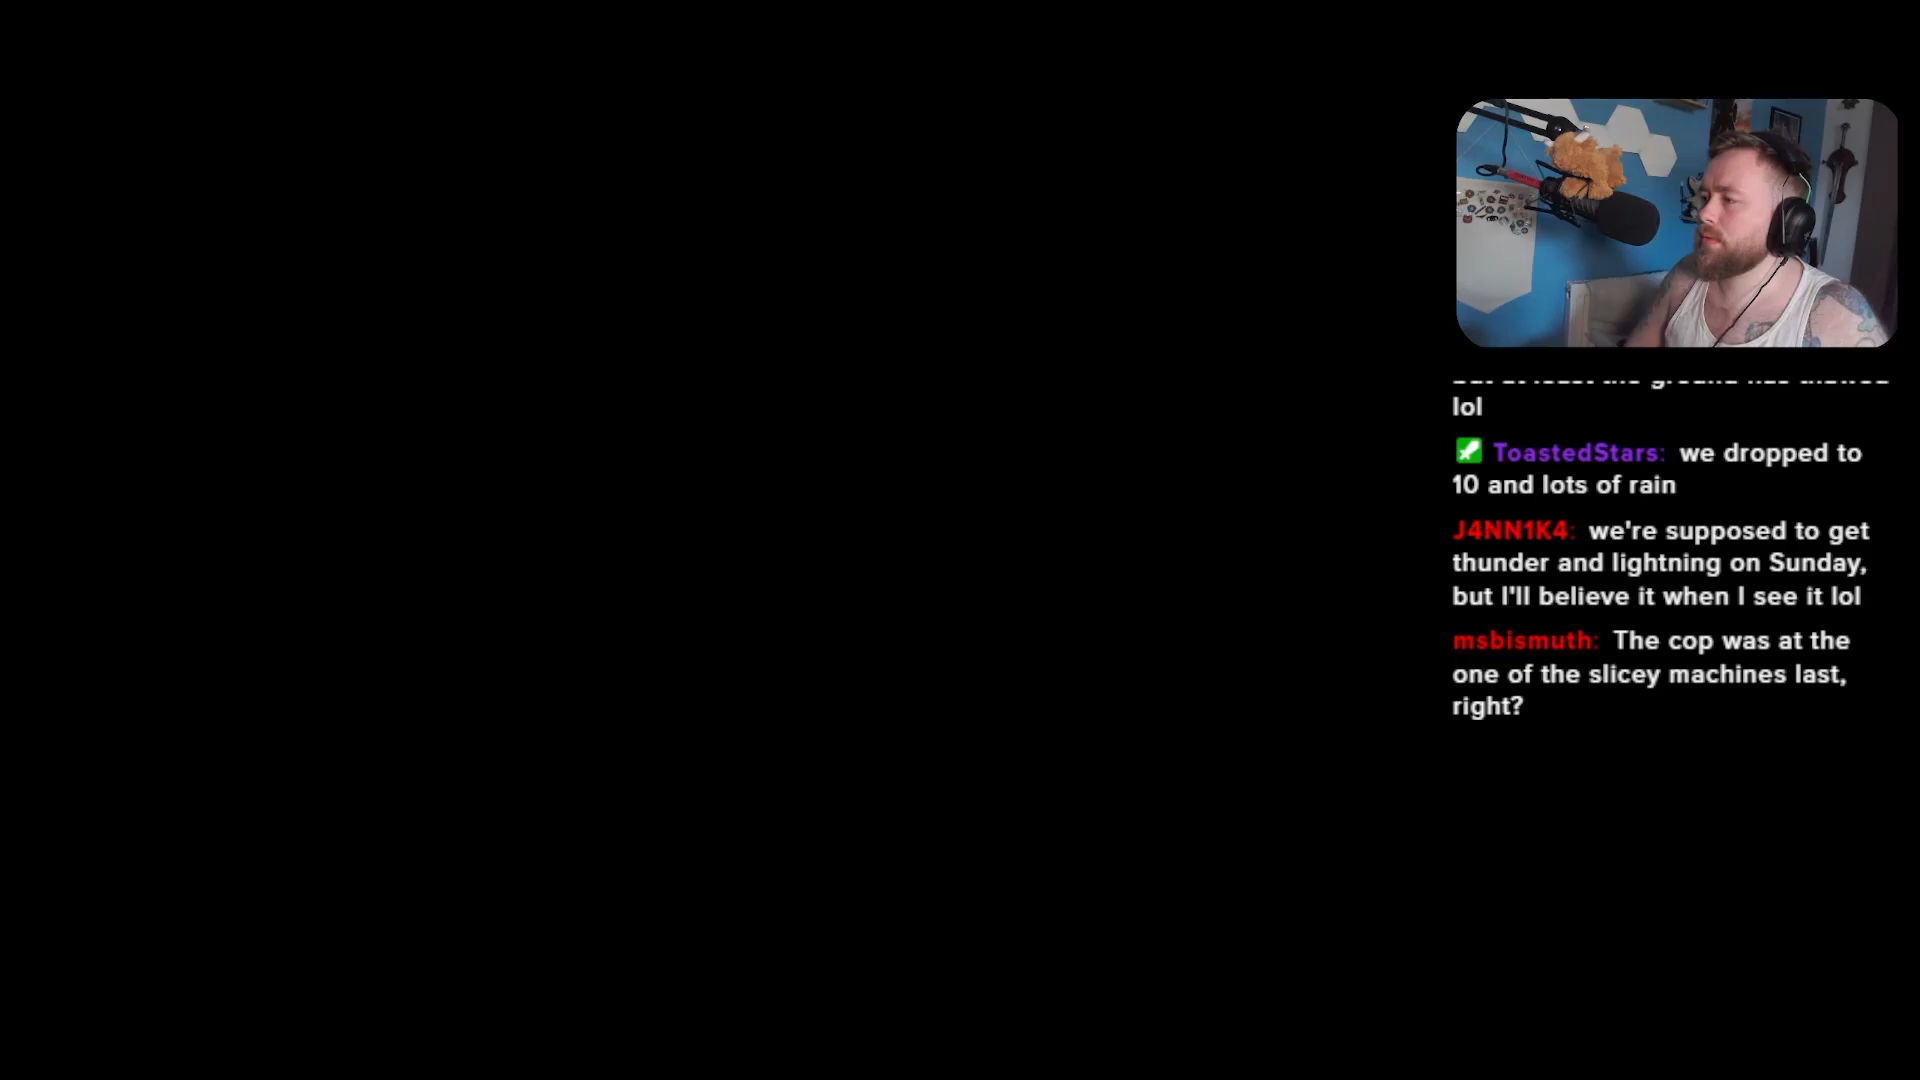 lol
ToastedStars: we dropped to
10 and lots of rain
J4NN1K4: we're supposed to get
thunder and lightning on Sunday,
but I'll believe it when I see it lol
msbismuth: The cop was at the
one of the slicey machines last,
right?